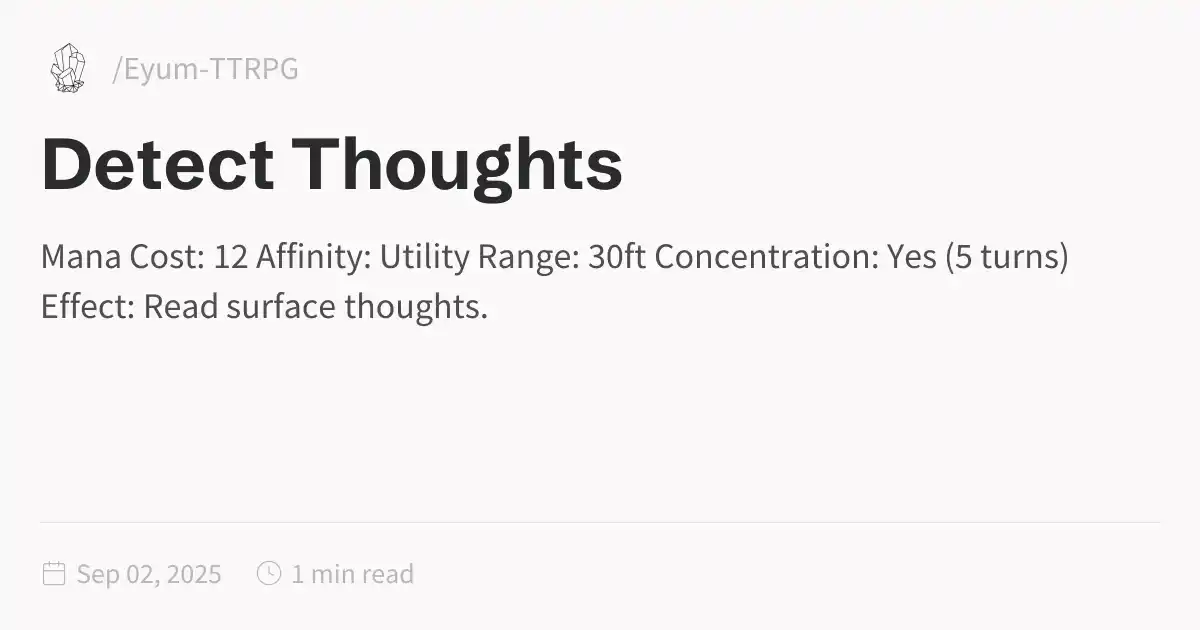 /Eyum-TTRPG
Detect Thoughts
Mana Cost: 12 Affinity: Utility Range: 30ft Concentration: Yes (5 turns)
Effect: Read surface thoughts.
Sep 02, 2025 1 min read